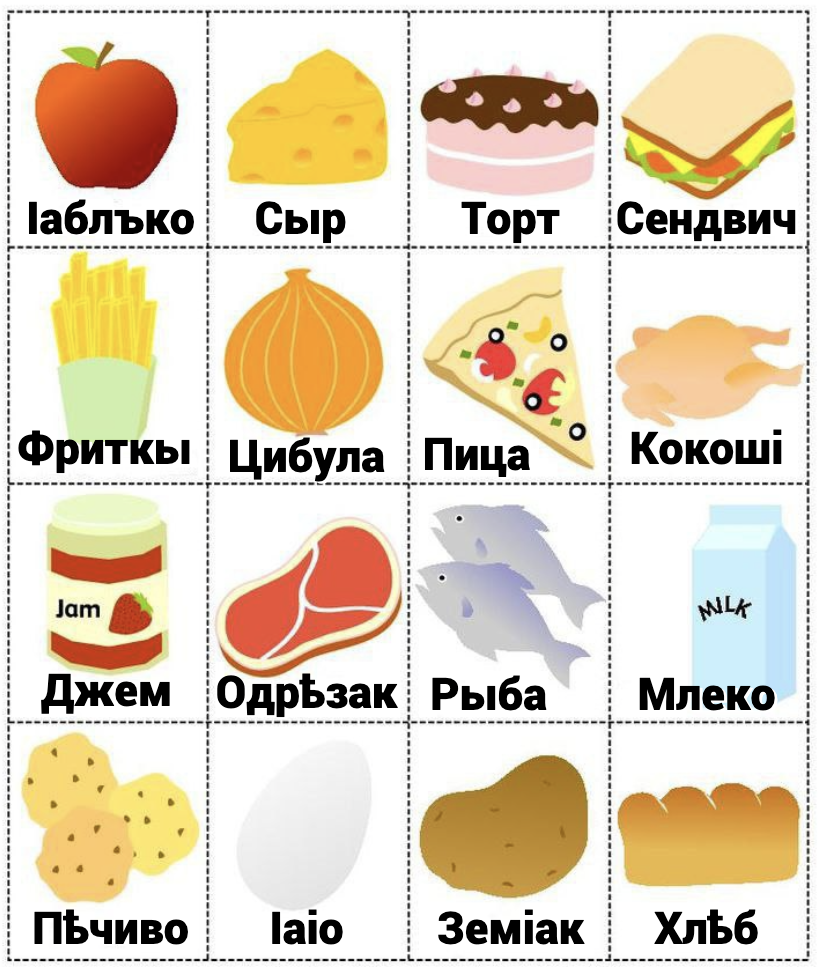 Іаблъко
Сыр
Торт
Сендвич
Фриткы
Цибула
Пица
Кокоші
Jam
MILK
Джем
Одрѣзак
Рыба
Млеко
Пѣчиво
Іаіо
Земіак
Хлѣб